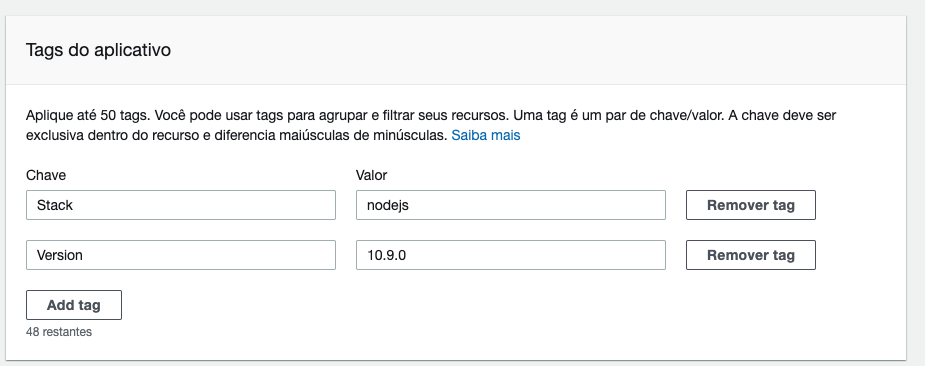 Tags do aplicativo
Aplique até 50 tags. Você pode usar tags para agrupar e filtrar seus recursos. Uma tag é um par de chave/valor. A chave deve ser
exclusiva dentro do recurso e diferencia maiúsculas de minúsculas. Saiba mais
Chave Valor
Stack nodejs Remover tag
Version 10.9.0 Remover tag
Add tag
48 restantes